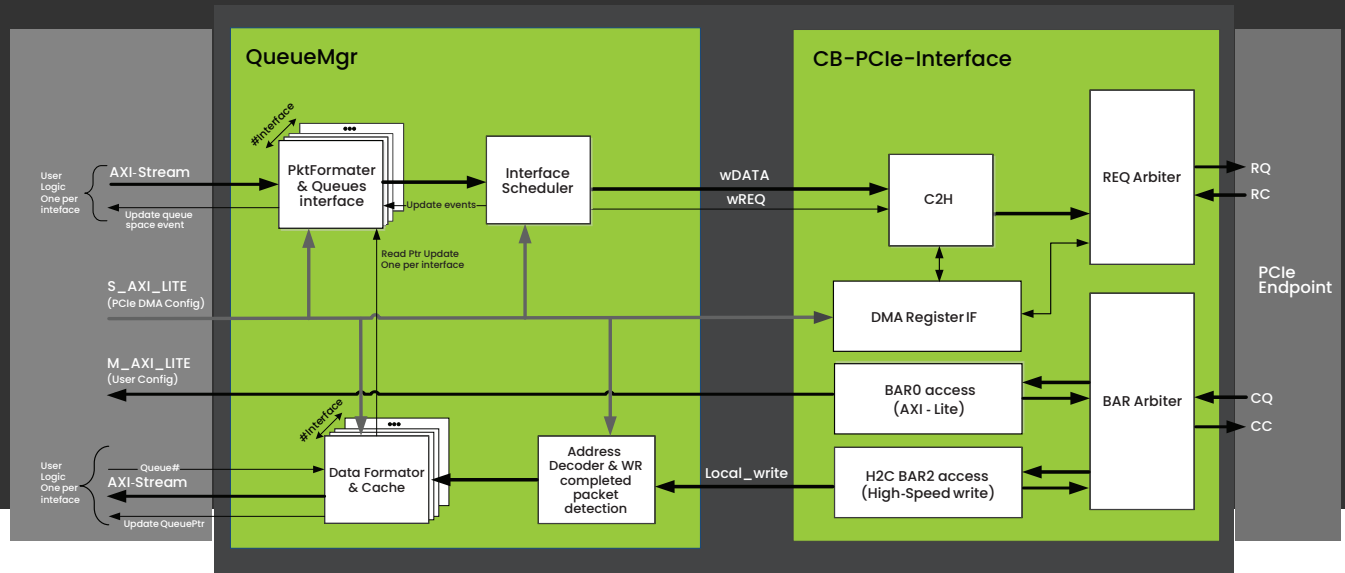 QueueMgr
CB-PCIe-Interface
#Interface
•••
PktFormater
& Queues
interface
Interface
Scheduler
User
Logic
One per
inteface
AXI-Stream
Update queue
space event
Update events
wDATA
wREQ
C2H
REQ Arbiter
RQ
RC
Read Ptr Update
One per interface
S_AXI_LITE
(PCIe DMA Config)
DMA Register IF
PCIe
Endpoint
M_AXI_LITE
(User Config)
BAR0 access
(AXI - Lite)
BAR Arbiter
CQ
CC
#Interface
•••
User
Logic
One per
inteface
Queue#
AXI-Stream
Update QueuePtr
Data Formator
& Cache
Address
Decoder & WR
completed
packet
detection
Local_write
H2C BAR2 access
(High-Speed write)